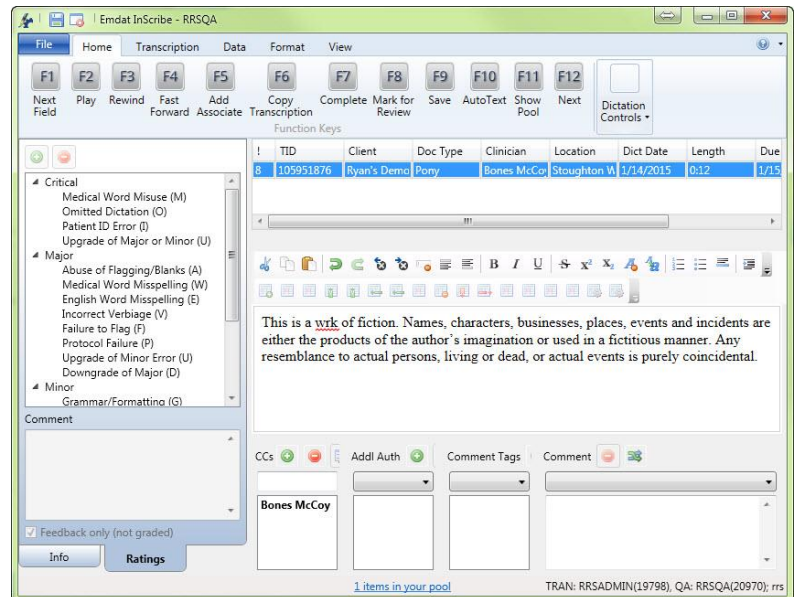 Emdat InScribe - RRSQA
File Home Transcription Data Format View
F1 F2 F3 F4 F5 F6 F7 F8 F9 F10 F11 F12
Next Field
Play
Rewind
Fast Forward
Add Associate
Copy Transcription
Complete
Mark for Review
Save
AutoText
Show Pool
Next
Dictation Controls
Function Keys
! TID Client Doc Type Clinician Location Dict Date Length Due
8 105951876 Ryan's Demo Pony Bones McCoy Stoughton W 1/14/2015 0:12 1/15
Critical
Medical Word Misuse (M)
Omitted Dictation (O)
Patient ID Error (I)
Upgrade of Major or Minor (U)
Major
Abuse of Flagging/Blanks (A)
Medical Word Misspelling (W)
English Word Misspelling (E)
Incorrect Verbiage (V)
Failure to Flag (F)
Protocol Failure (P)
Upgrade of Minor Error (U)
Downgrade of Major (D)
Minor
Grammar/Formatting (G)
Comment
Feedback only (not graded)
Info Ratings
B I U S x² X₂
This is a wrk of fiction. Names, characters, businesses, places, events and incidents are
either the products of the author's imagination or used in a fictitious manner. Any
resemblance to actual persons, living or dead, or actual events is purely coincidental.
CCs Addl Auth Comment Tags Comment
Bones McCoy
1 items in your pool
TRAN: RRSADMIN(19798), QA: RRSQA(20970); rrs